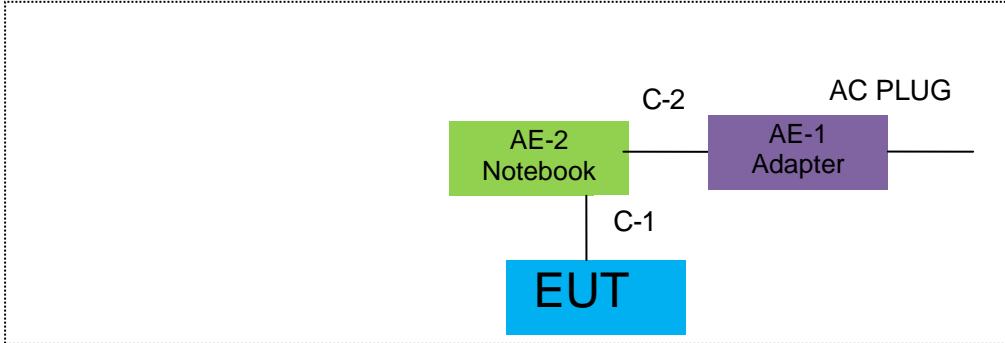 AC PLUG
C-2
AE-2
Notebook
AE-1
Adapter
C-1
EUT